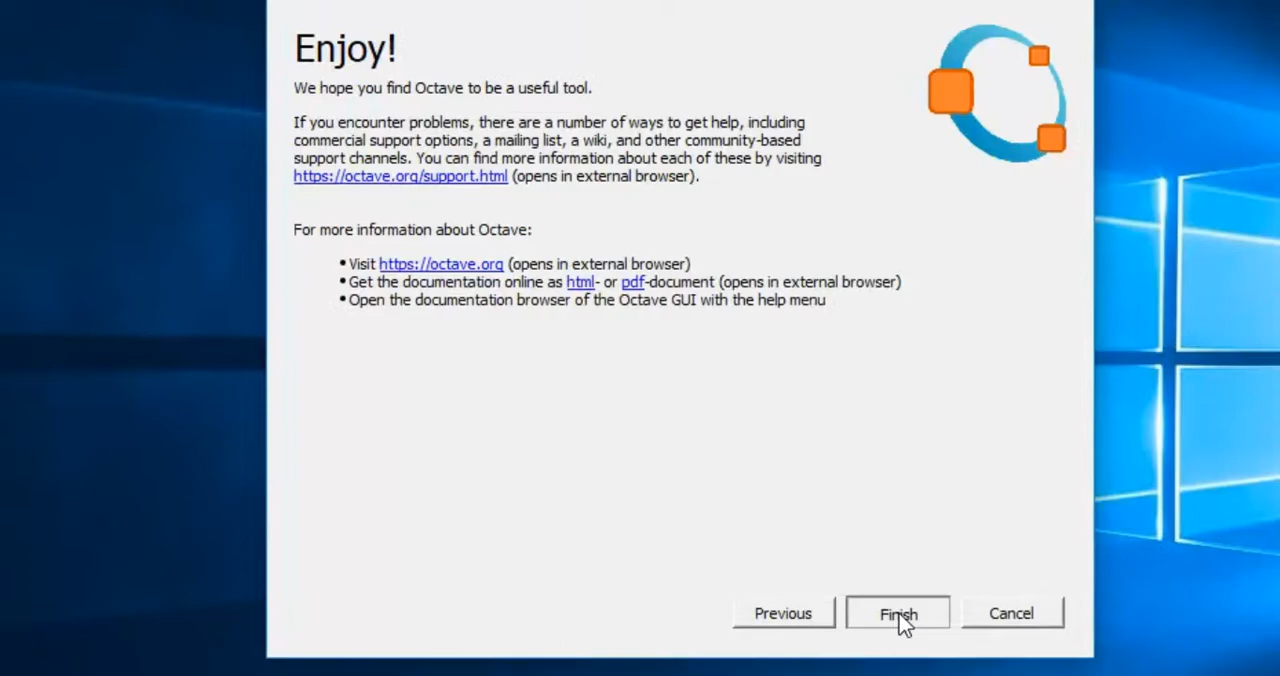 Enjoy!
We hope you find Octave to be a useful tool.
If you encounter problems, there are a number of ways to get help, including
commercial support options, a mailing list, a wiki, and other community-based
support channels. You can find more information about each of these by visiting
https://octave.org/support.html (opens in external browser).
For more information about Octave:
•Visit https://octave.org (opens in external browser)
•Get the documentation online as html- or pdf-document (opens in external browser)
•Open the documentation browser of the Octave GUI with the help menu
Previous Finish Cancel